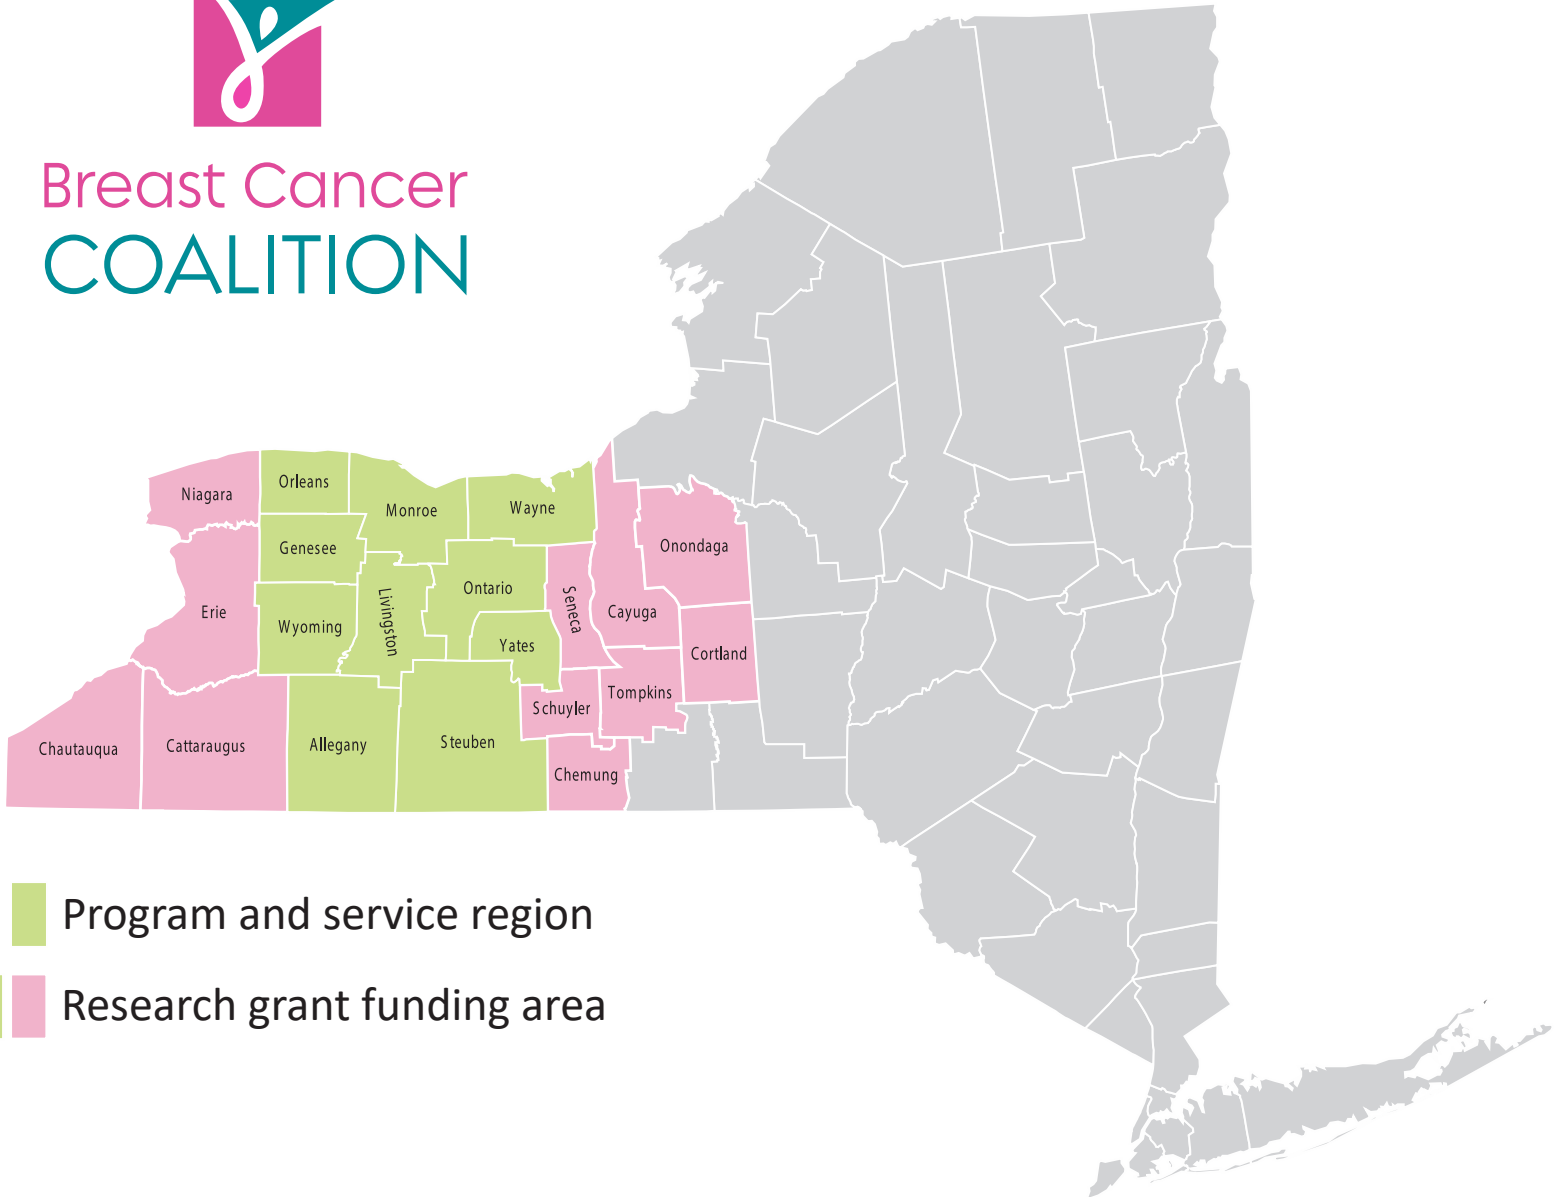 Breast Cancer
COALITION
Niagara
Orleans
Monroe
Wayne
Genesee
Ontario
Onondaga
Erie
Wyoming
Livingston
Yates
Seneca
Cayuga
Cortland
Tompkins
Schuyler
Chautauqua
Cattaraugus
Allegany
Steuben
Chemung
Program and service region
Research grant funding area